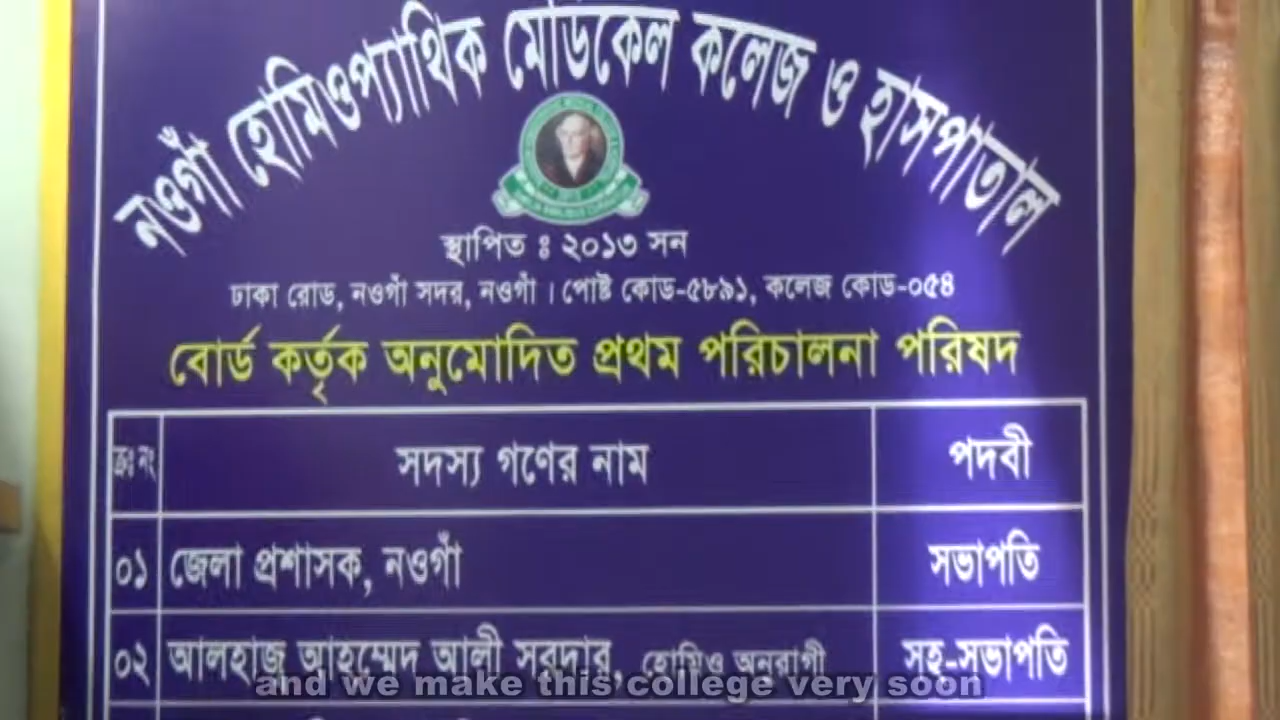 নওগাঁ হোমিওপ্যাথিক মেডিকেল কলেজ ও হাসপাতাল
স্থাপিত ঃ ২০১৩ সন
ঢাকা রোড, নওগাঁ সদর, নওগাঁ । পোষ্ট কোড-৫৮৯১, কলেজ কোড-০৫৪
বোর্ড কর্তৃক অনুমোদিত প্রথম পরিচালনা পরিষদ
ক্রঃ নং সদস্য গণের নাম পদবী
০১ জেলা প্রশাসক, নওগাঁ সভাপতি
০২ আলহাজ্ব আহম্মেদ আলী সরদার, হোমিও অনুরাগী সহ-সভাপতি
and we make this college very soon